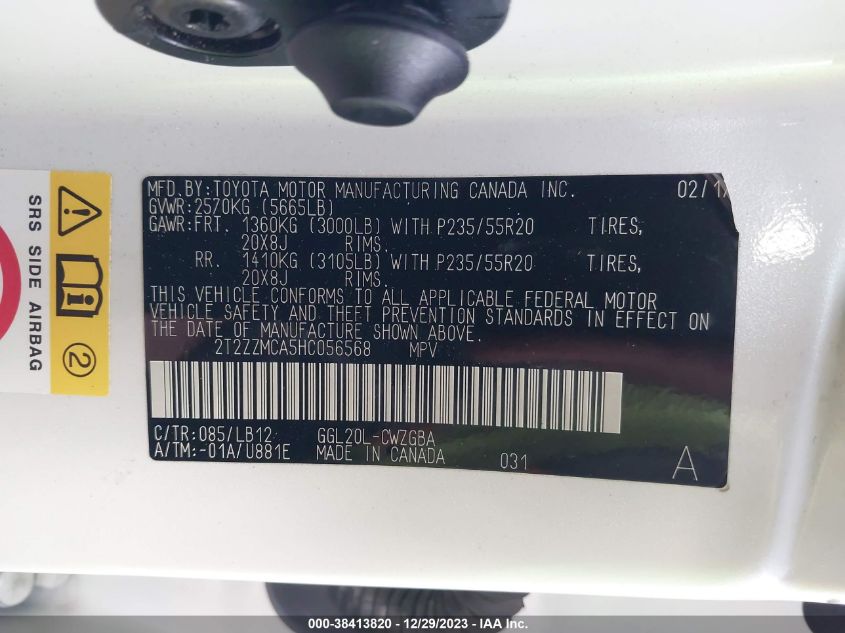 MFD. BY: TOYOTA MOTOR MANUFACTURING CANADA INC. 02/17
GVWR: 2570KG (5665LB)
GAWR: FRT. 1360KG (3000LB) WITH P235/55R20 TIRES,
20X8J RIMS.
RR. 1410KG (3105LB) WITH P235/55R20 TIRES,
20X8J RIMS.
THIS VEHICLE CONFORMS TO ALL APPLICABLE FEDERAL MOTOR
VEHICLE SAFETY AND THEFT PREVENTION STANDARDS IN EFFECT ON
THE DATE OF MANUFACTURE SHOWN ABOVE.
2T2ZZMCA5HC056568 MPV
C/TR: 085/LB12 GGL20L-CWZGBA
A/TM: -01A/U881E MADE IN CANADA 031 A
SRS SIDE AIRBAG
2
000-38413820 - 12/29/2023 - IAA Inc.